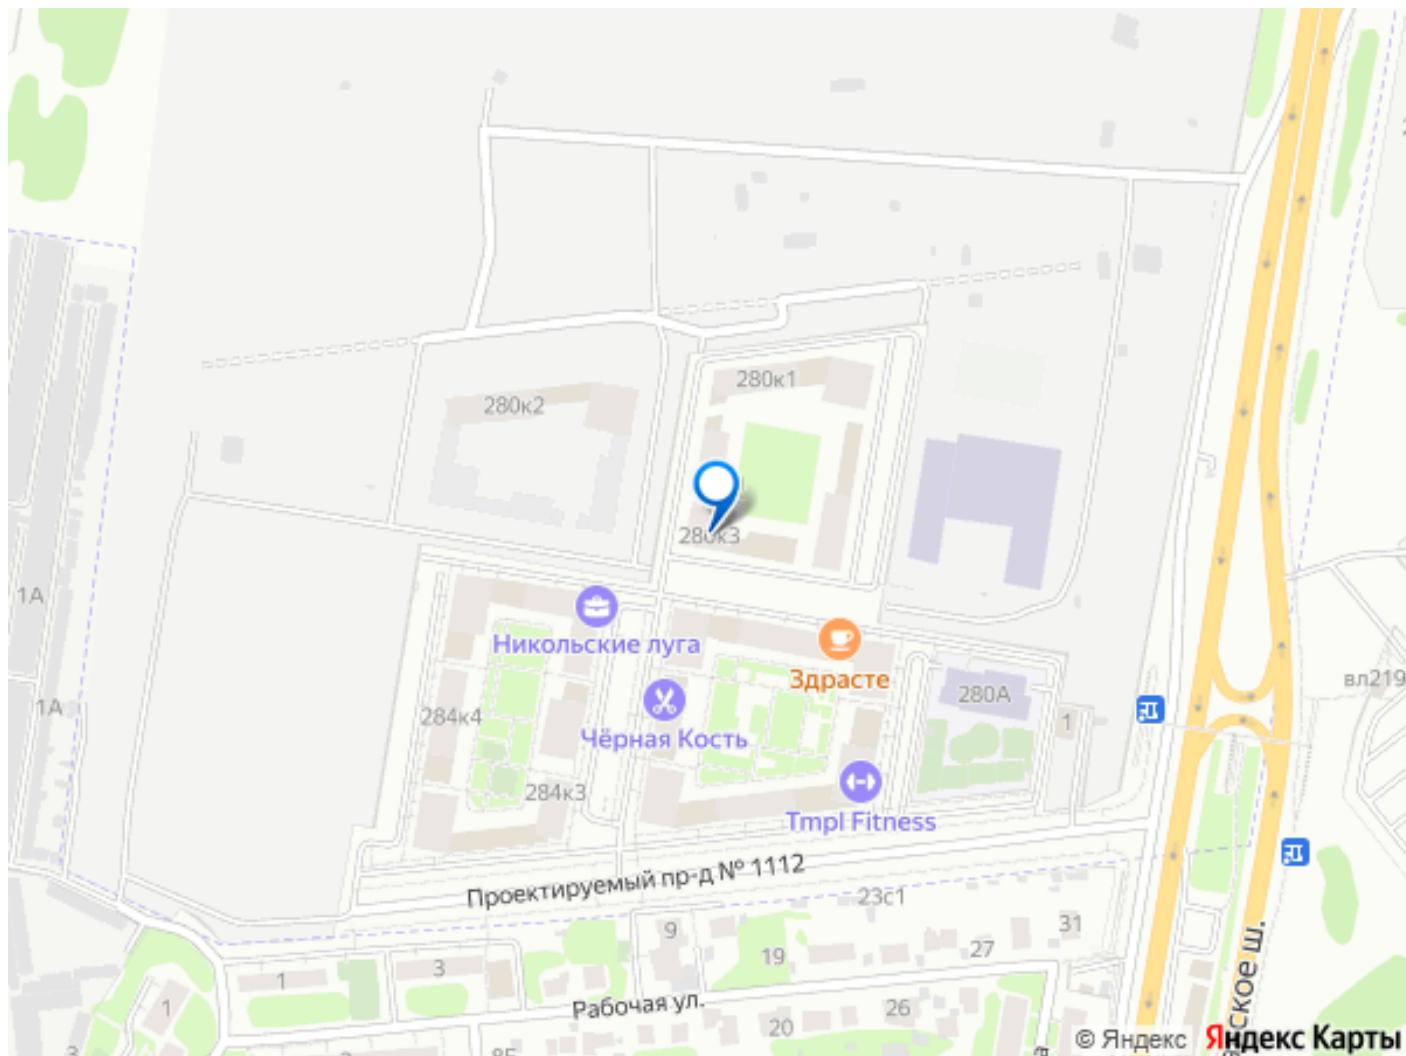 280к1
280к2
280к3
1А
Никольские луга
Здрасте
280А
вл219
1А
284к4
1
Чёрная Кость
284к3
Tmpl Fitness
Проектируемый пр-д № 1112
23с1
9
31
19
27
1
3
1
Рабочая ул.
26
20
ское ш.
© Яндекс Яндекс Карты